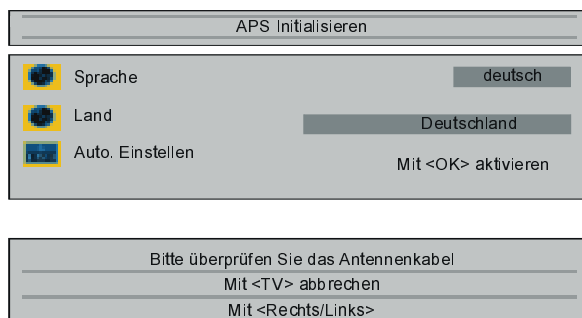 APS Initialisieren
Sprache deutsch
Land Deutschland
Auto. Einstellen Mit <OK> aktivieren
Bitte überprüfen Sie das Antennenkabel
Mit <TV> abbrechen
Mit <Rechts/Links>